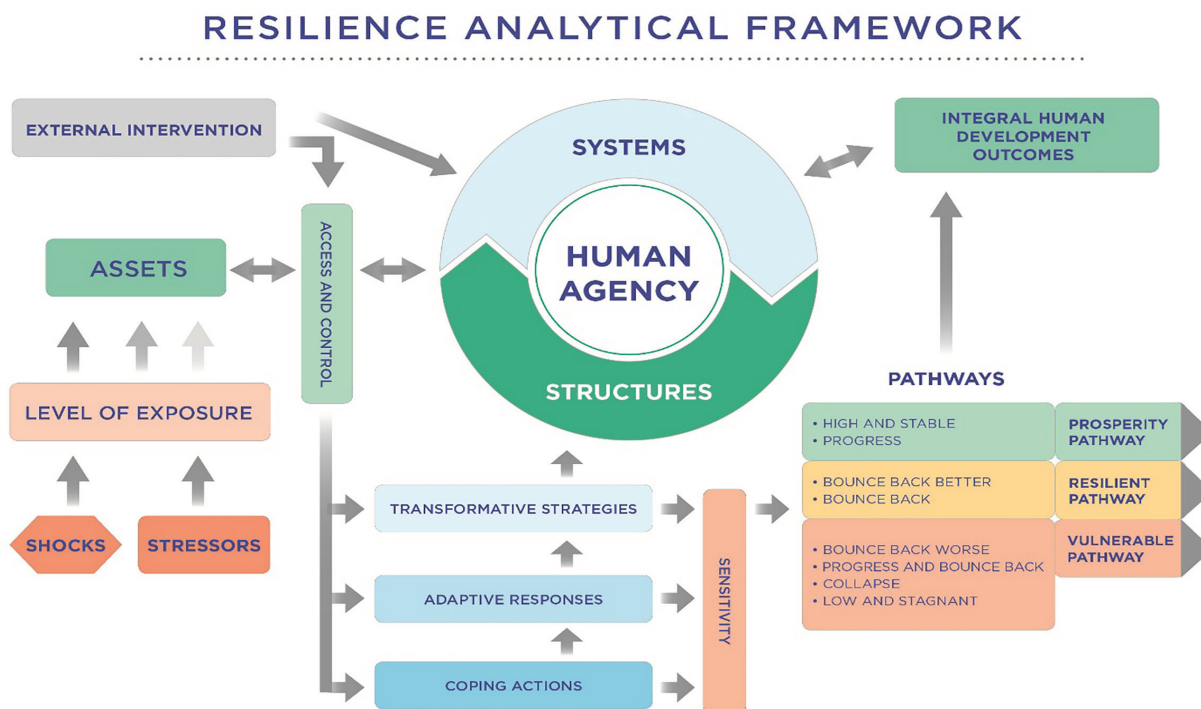 RESILIENCE ANALYTICAL FRAMEWORK
EXTERNAL INTERVENTION
SYSTEMS
INTEGRAL HUMAN
DEVELOPMENT
OUTCOMES
ACCESS AND CONTROL
ASSETS
HUMAN
AGENCY
STRUCTURES
LEVEL OF EXPOSURE
SHOCKS
STRESSORS
TRANSFORMATIVE STRATEGIES
ADAPTIVE RESPONSES
COPING ACTIONS
SENSITIVITY
PATHWAYS
• HIGH AND STABLE
• PROGRESS
PROSPERITY
PATHWAY
• BOUNCE BACK BETTER
• BOUNCE BACK
RESILIENT
PATHWAY
• BOUNCE BACK WORSE
• PROGRESS AND BOUNCE BACK
• COLLAPSE
• LOW AND STAGNANT
VULNERABLE
PATHWAY